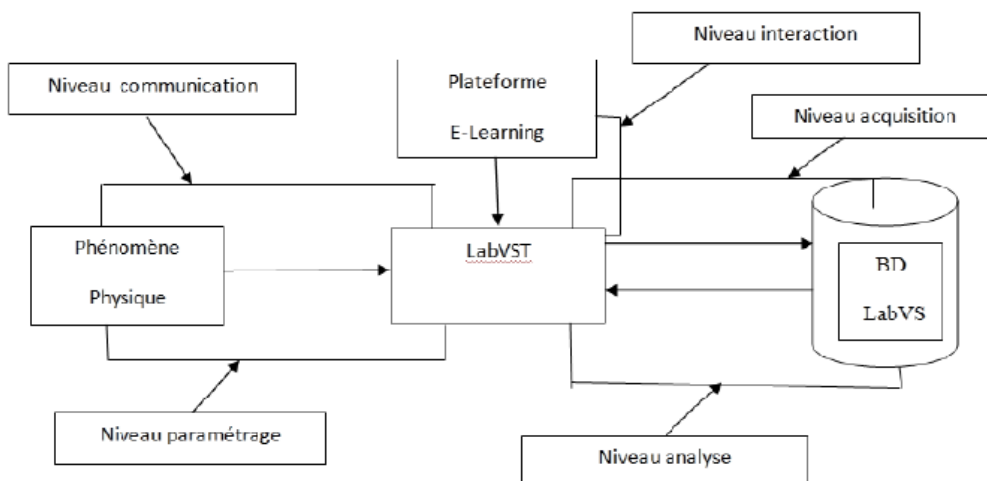 Niveau interaction
Niveau communication
Plateforme
E-Learning
Niveau acquisition
Phénomène
Physique
LabVST
BD
LabVS
Niveau paramétrage
Niveau analyse